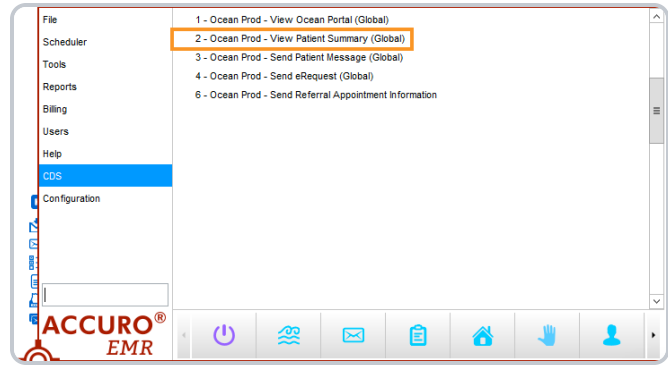 File
Scheduler
Tools
Reports
Billing
Users
Help
CDS
Configuration
1 - Ocean Prod - View Ocean Portal (Global)
2 - Ocean Prod - View Patient Summary (Global)
3 - Ocean Prod - Send Patient Message (Global)
4 - Ocean Prod - Send eRequest (Global)
6 - Ocean Prod - Send Referral Appointment Information
ACCURO®
EMR